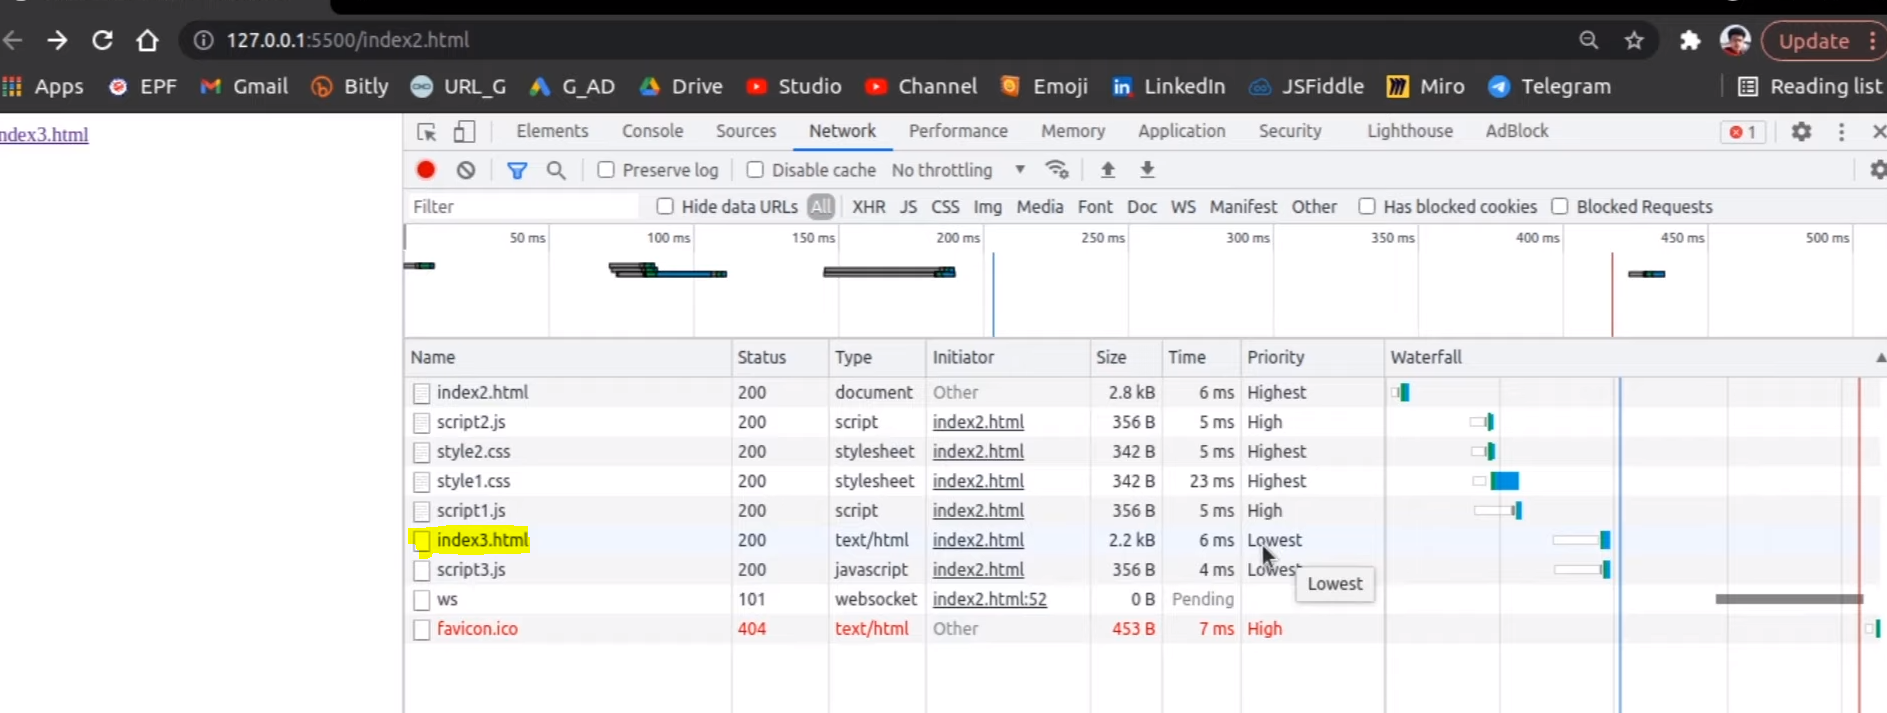 127.0.0.1:5500/index2.html Update
Apps EPF Gmail Bitly URL_G G_AD Drive Studio Channel Emoji LinkedIn JSFiddle Miro Telegram Reading list
ndex3.html
Elements Console Sources Network Performance Memory Application Security Lighthouse AdBlock 1
Preserve log Disable cache No throttling
Filter Hide data URLs All XHR JS CSS Img Media Font Doc WS Manifest Other Has blocked cookies Blocked Requests
50 ms 100 ms 150 ms 200 ms 250 ms 300 ms 350 ms 400 ms 450 ms 500 ms
Name Status Type Initiator Size Time Priority Waterfall
index2.html 200 document Other 2.8 kB 6 ms Highest
script2.js 200 script index2.html 356 B 5 ms High
style2.css 200 stylesheet index2.html 342 B 5 ms Highest
style1.css 200 stylesheet index2.html 342 B 23 ms Highest
script1.js 200 script index2.html 356 B 5 ms High
index3.html 200 text/html index2.html 2.2 kB 6 ms Lowest
script3.js 200 javascript index2.html 356 B 4 ms Lowest
Lowest
ws 101 websocket index2.html:52 0 B Pending
favicon.ico 404 text/html Other 453 B 7 ms High